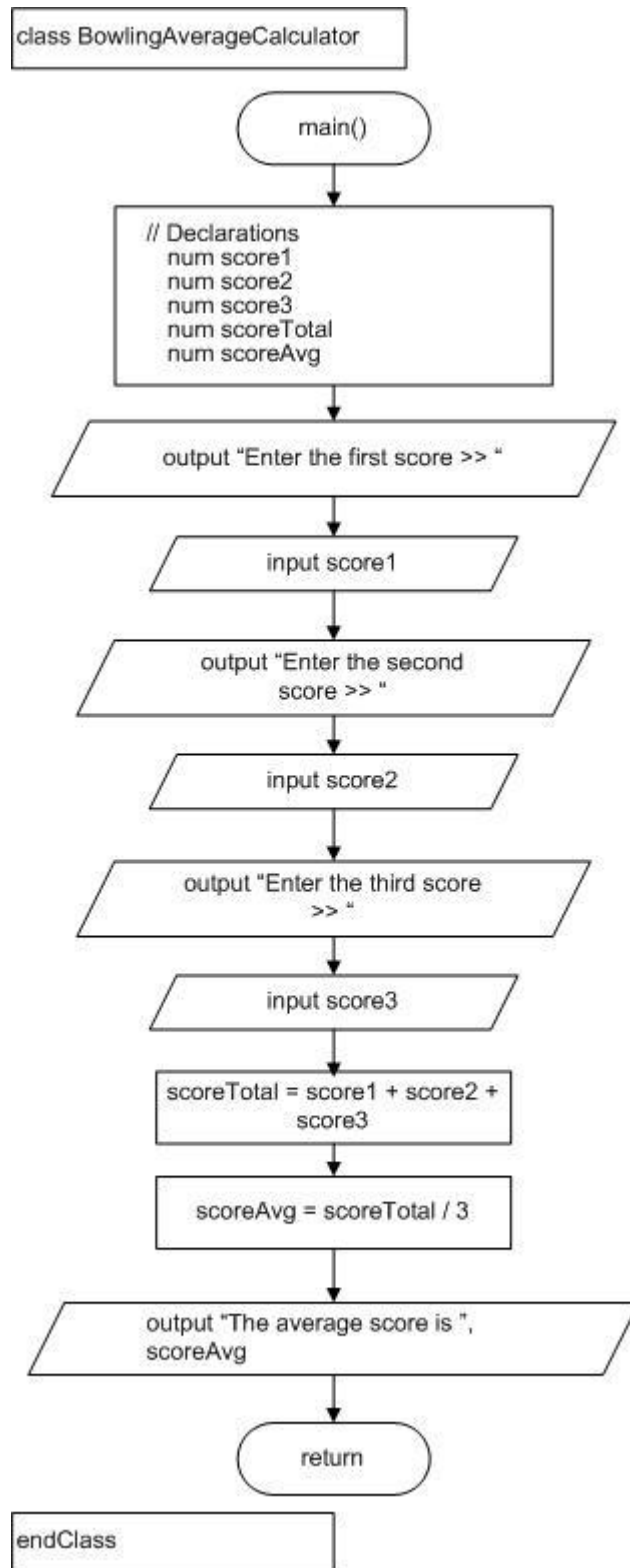 class BowlingAverageCalculator
main()
// Declarations
num score1
num score2
num score3
num scoreTotal
num scoreAvg
output “Enter the first score >> “
input score1
output “Enter the second
score >> “
input score2
output “Enter the third score
>> “
input score3
scoreTotal = score1 + score2 +
score3
scoreAvg = scoreTotal / 3
output “The average score is ”,
scoreAvg
return
endClass